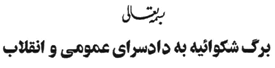 بسمه تعالی
برگ شکوائیه به دادسرای عمومی و انقلاب